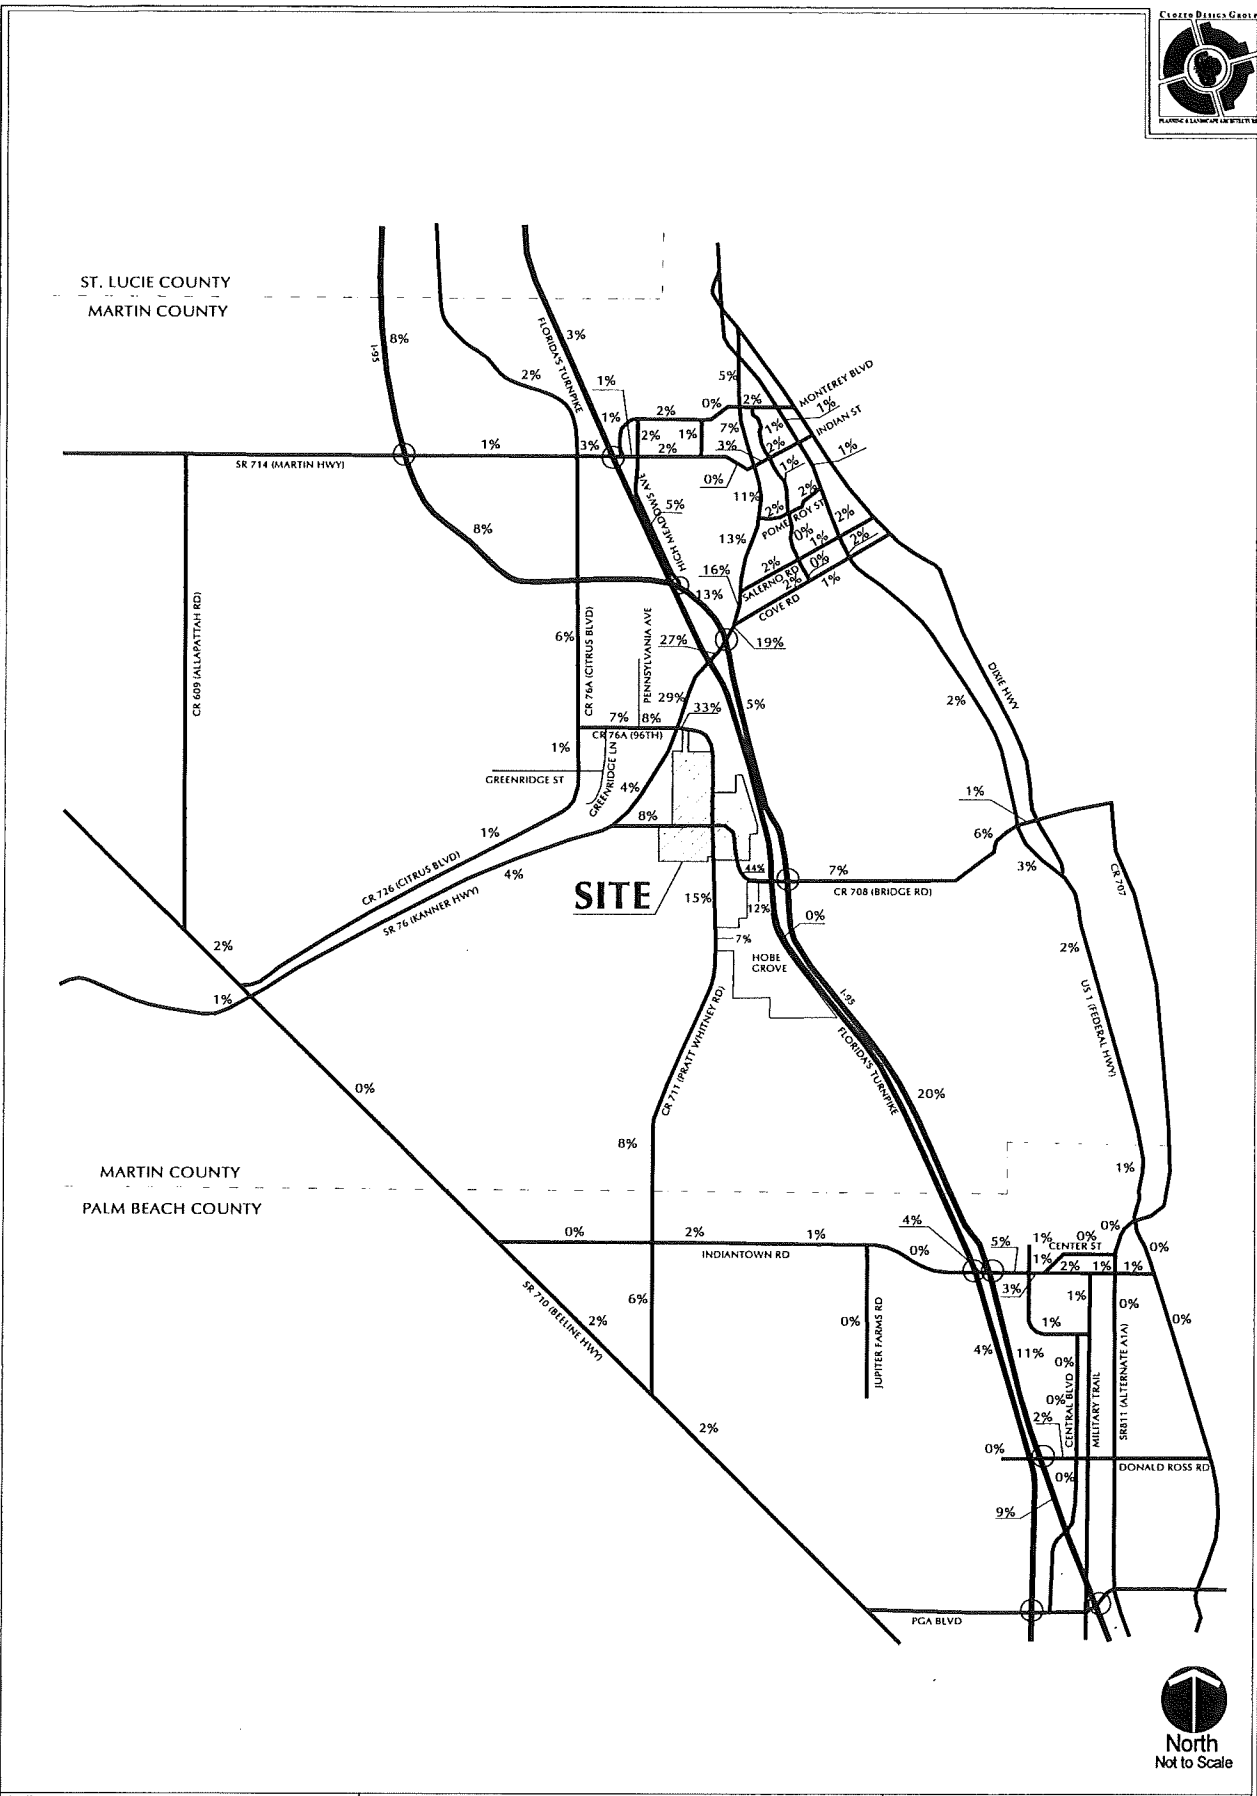 PLANNING & LANDSCAPE ARCHITECTURE
ST. LUCIE COUNTY
MARTIN COUNTY
I-95
8%
2%
FLORIDA'S TURNPIKE
3%
1%
1%
2%
0%
5%
2%
MONTEREY BLVD
1%
INDIAN ST
1%
7%
2%
1%
3%
2%
2%
1%
1%
3%
SR 714 (MARTIN HWY)
0%
1%
HIGH MEADOWS AVE
5%
11%
2%
2%
POMEROY ST
0%
1%
2%
2%
8%
13%
16%
2%
SALERNO RD
0%
2%
1%
COVE RD
13%
CR 609 (ALLAPATTAH RD)
6%
CR 76A (CITRUS BLVD)
PENNSYLVANIA AVE
27%
19%
DIXIE HWY
29%
33%
5%
2%
7%
8%
CR 76A (96TH)
1%
GREENRIDGE ST
GREENRIDGE LN
4%
8%
1%
6%
3%
1%
CR 726 (CITRUS BLVD)
4%
SR 76 (KANNER HWY)
SITE
44%
7%
CR 708 (BRIDGE RD)
CR 707
15%
12%
0%
7%
HOBE
GROVE
2%
2%
1%
I-95
US 1 (FEDERAL HWY)
CR 711 (PRATT WHITNEY RD)
FLORIDA'S TURNPIKE
0%
20%
8%
MARTIN COUNTY
PALM BEACH COUNTY
1%
4%
0%
2%
1%
INDIANTOWN RD
0%
5%
1%
0%
0%
CENTER ST
1%
2%
1%
1%
0%
3%
SR 710 (BEELINE HWY)
2%
6%
0%
JUPITER FARMS RD
1%
0%
0%
1%
4%
11%
0%
0%
CENTRAL BLVD
MILITARY TRAIL
SR811 (ALTERNATE A1A)
2%
2%
0%
DONALD ROSS RD
0%
9%
PGA BLVD
North
Not to Scale